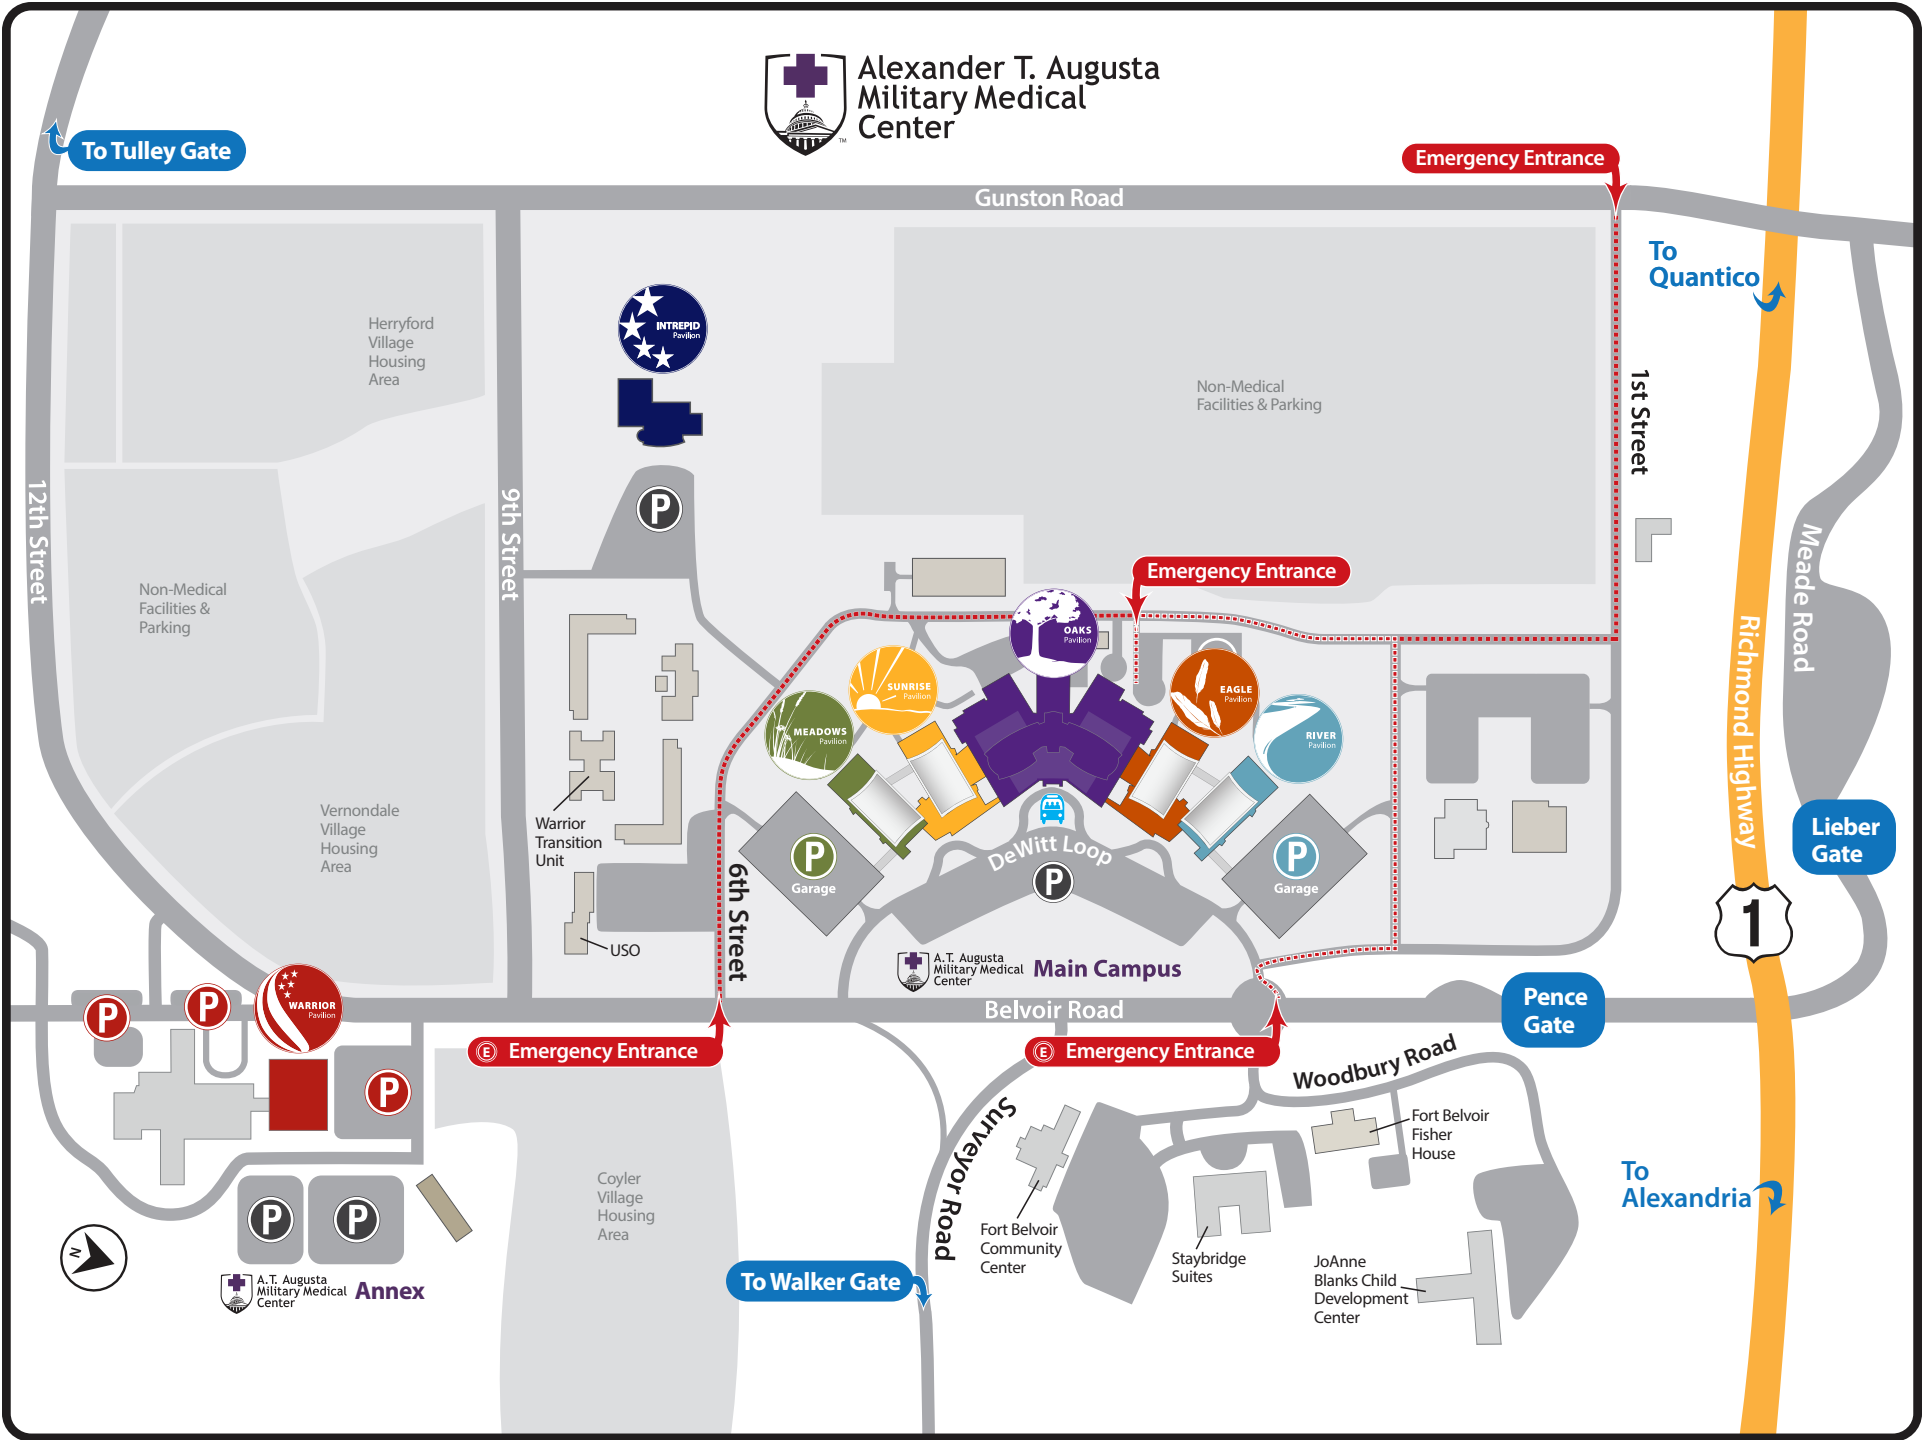 Alexander T. Augusta
Military Medical
Center
TM
To Tulley Gate
Emergency Entrance
Gunston Road
To
Quantico
INTREPID
Pavilion
Herryford
Village
Housing
Area
Non-Medical
Facilities & Parking
1st Street
P
12th Street
9th Street
Meade Road
Non-Medical
Facilities &
Parking
Emergency Entrance
OAKS
Pavilion
SUNRISE
Pavilion
EAGLE
Pavilion
MEADOWS
Pavilion
RIVER
Pavilion
Richmond Highway
Vernondale
Village
Housing
Area
Warrior
Transition
Unit
DeWitt Loop
P
Garage
P
P
Garage
Lieber
Gate
6th Street
1
USO
A.T. Augusta
Military Medical
Center
Main Campus
WARRIOR
Pavilion
P
P
Belvoir Road
Pence
Gate
E Emergency Entrance
E Emergency Entrance
Woodbury Road
P
Surveyor Road
Fort Belvoir
Fisher
House
Coyler
Village
Housing
Area
To
Alexandria
P
P
Fort Belvoir
Community
Center
Staybridge
Suites
JoAnne
Blanks Child
Development
Center
N
To Walker Gate
A.T. Augusta
Military Medical
Center
Annex